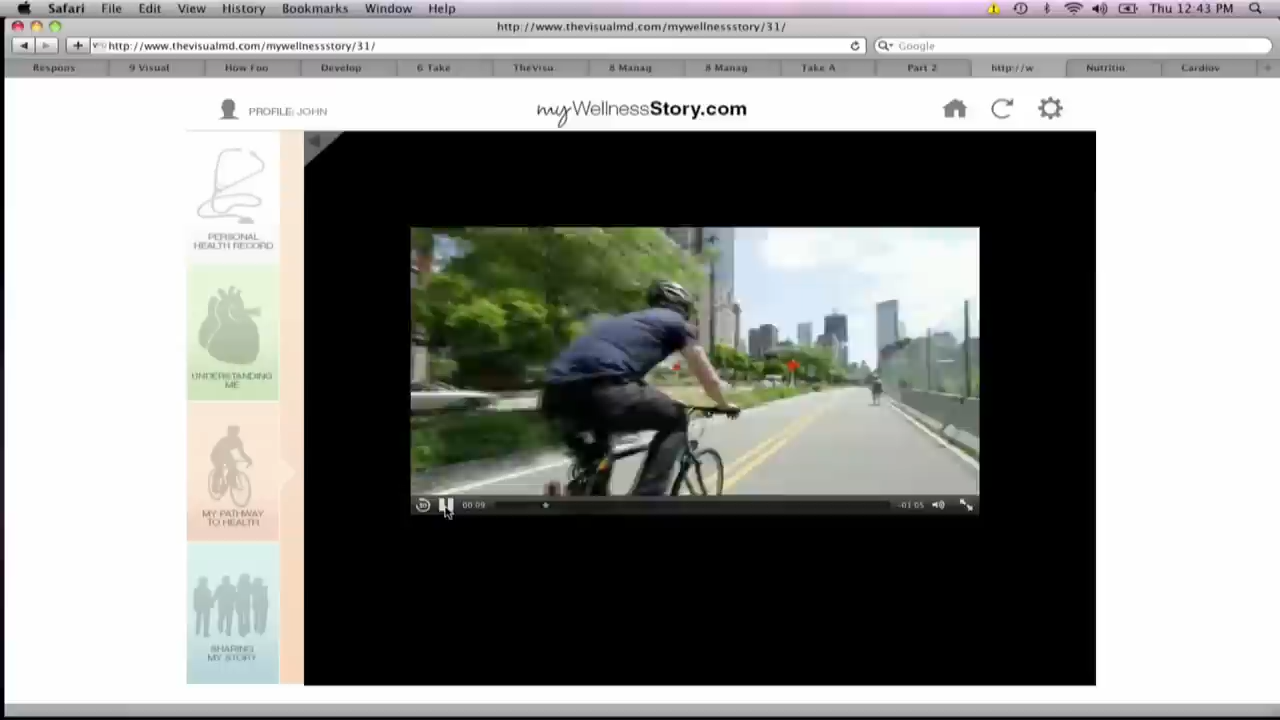 Safari File Edit View History Bookmarks Window Help Thu 12:43 PM
http://www.thevisualmd.com/mywellnessstory/31/
http://www.thevisualmd.com/mywellnessstory/31/ Google
Respons 9 Visual How Foo Develop 6 Take TheVisu 8 Manag 8 Manag Take A Part 2 http://w Nutritio Cardiov
PROFILE: JOHN
myWellnessStory.com
PERSONAL
HEALTH RECORD
UNDERSTANDING
ME
MY PATHWAY
TO HEALTH
SHARING
MY STORY
30 00:09 -01:05